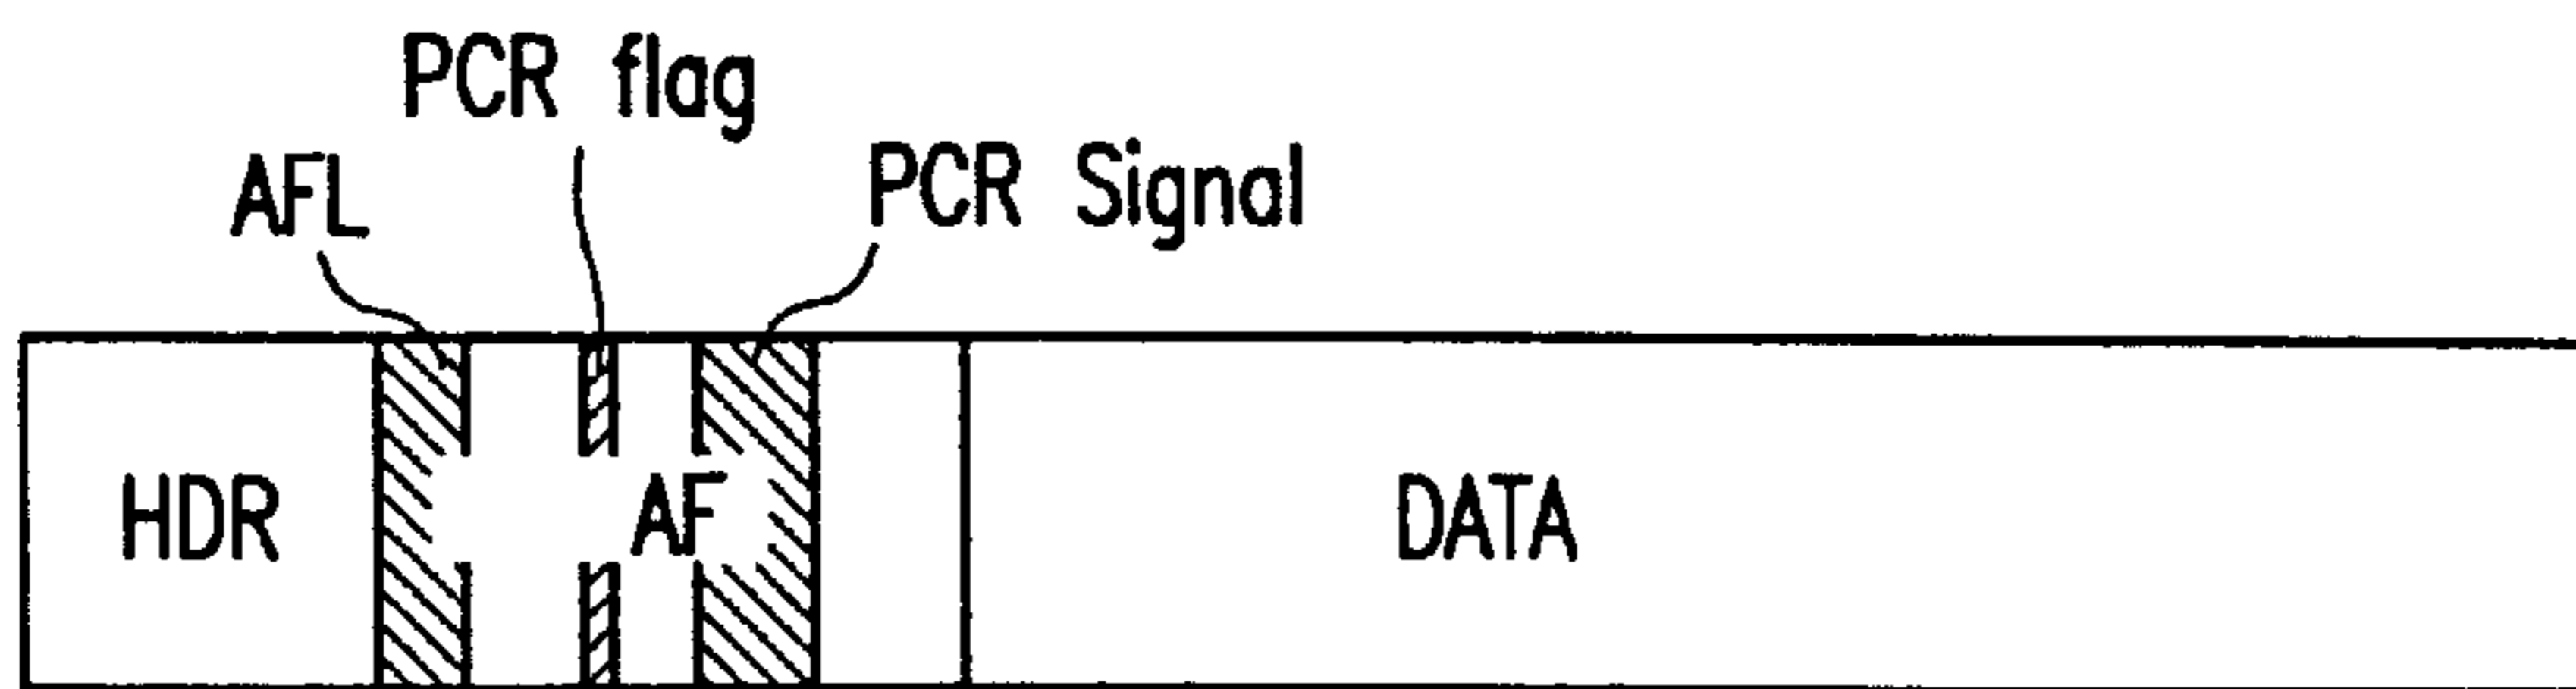 PCR flag
AFL
PCR Signal
HDR
AF
DATA